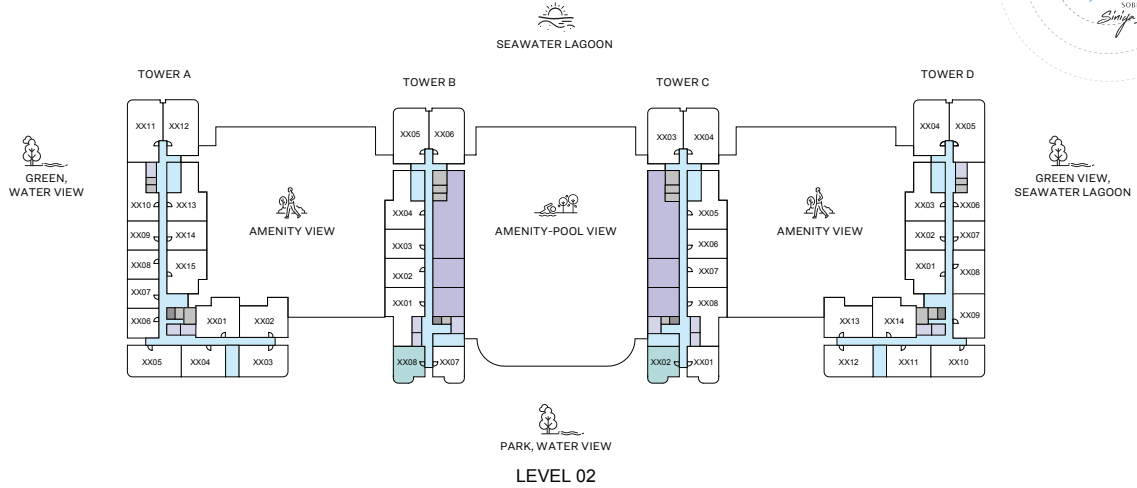 SOB
Siniya
SEAWATER LAGOON
TOWER A
TOWER B
TOWER C
TOWER D
GREEN,
WATER VIEW
GREEN VIEW,
SEAWATER LAGOON
XX11 XX12
XX10 XX13
XX09 XX14
XX08 XX15
XX07
XX06 XX01 XX02
XX05 XX04 XX03
AMENITY VIEW
XX05 XX06
XX04
XX03
XX02
XX01
XX08 XX07
AMENITY-POOL VIEW
XX03 XX04
XX05
XX06
XX07
XX08
XX02 XX01
AMENITY VIEW
XX04 XX05
XX03 XX06
XX02 XX07
XX01 XX08
XX09
XX13 XX14
XX12 XX11 XX10
PARK, WATER VIEW
LEVEL 02